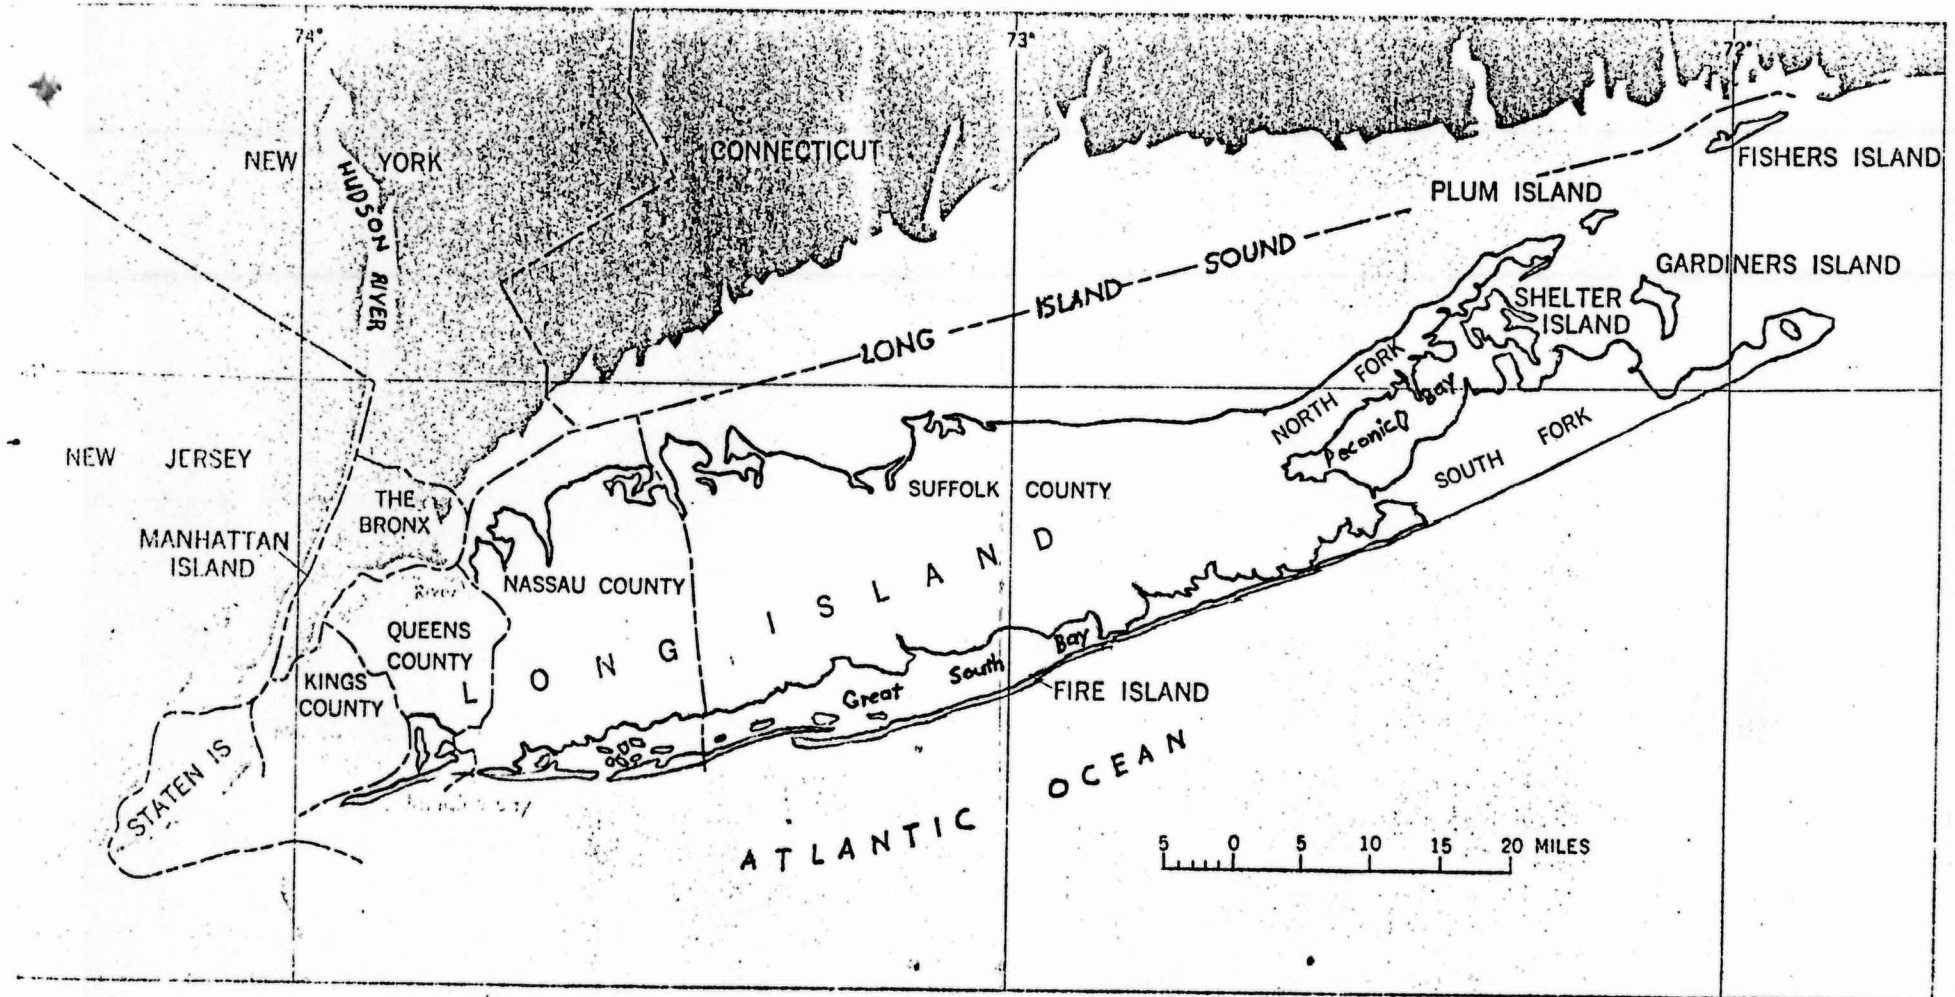 74°
73°
72°
NEW YORK
HUDSON RIVER
CONNECTICUT
FISHERS ISLAND
PLUM ISLAND
LONG ISLAND SOUND
GARDINERS ISLAND
SHELTER
ISLAND
NORTH FORK
Peconic Bay
SOUTH FORK
NEW JERSEY
THE
BRONX
MANHATTAN
ISLAND
SUFFOLK COUNTY
NASSAU COUNTY
River
QUEENS
COUNTY
KINGS
COUNTY
LONG ISLAND
Great South Bay
FIRE ISLAND
STATEN IS
ATLANTIC OCEAN
5 0 5 10 15 20 MILES